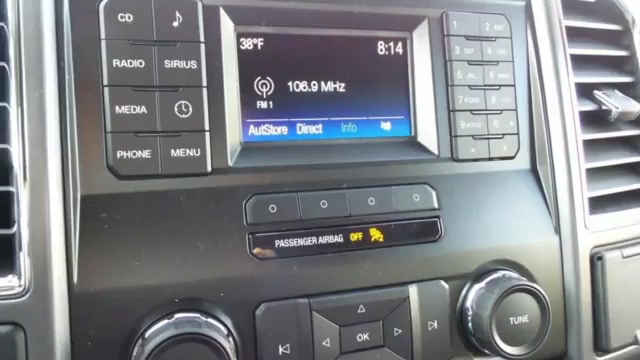 CD
RADIO SIRIUS
MEDIA
PHONE MENU
38°F 8:14
106.9 MHz
FM 1
AutStore Direct Info
1 2 ABC
3 DEF 4 GHI
5 JKL 6 MNO
7 PQRS 8 TUV
9 WXYZ 0
PASSENGER AIRBAG OFF
2
OK
TUNE